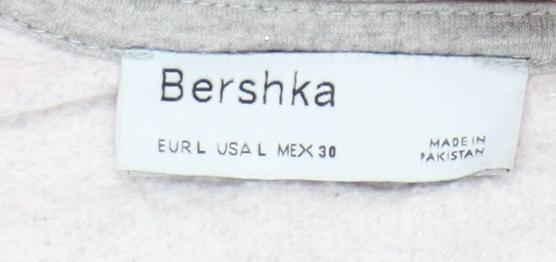 Bershka
EUR L USA L MEX 30
MADE IN
PAKISTAN